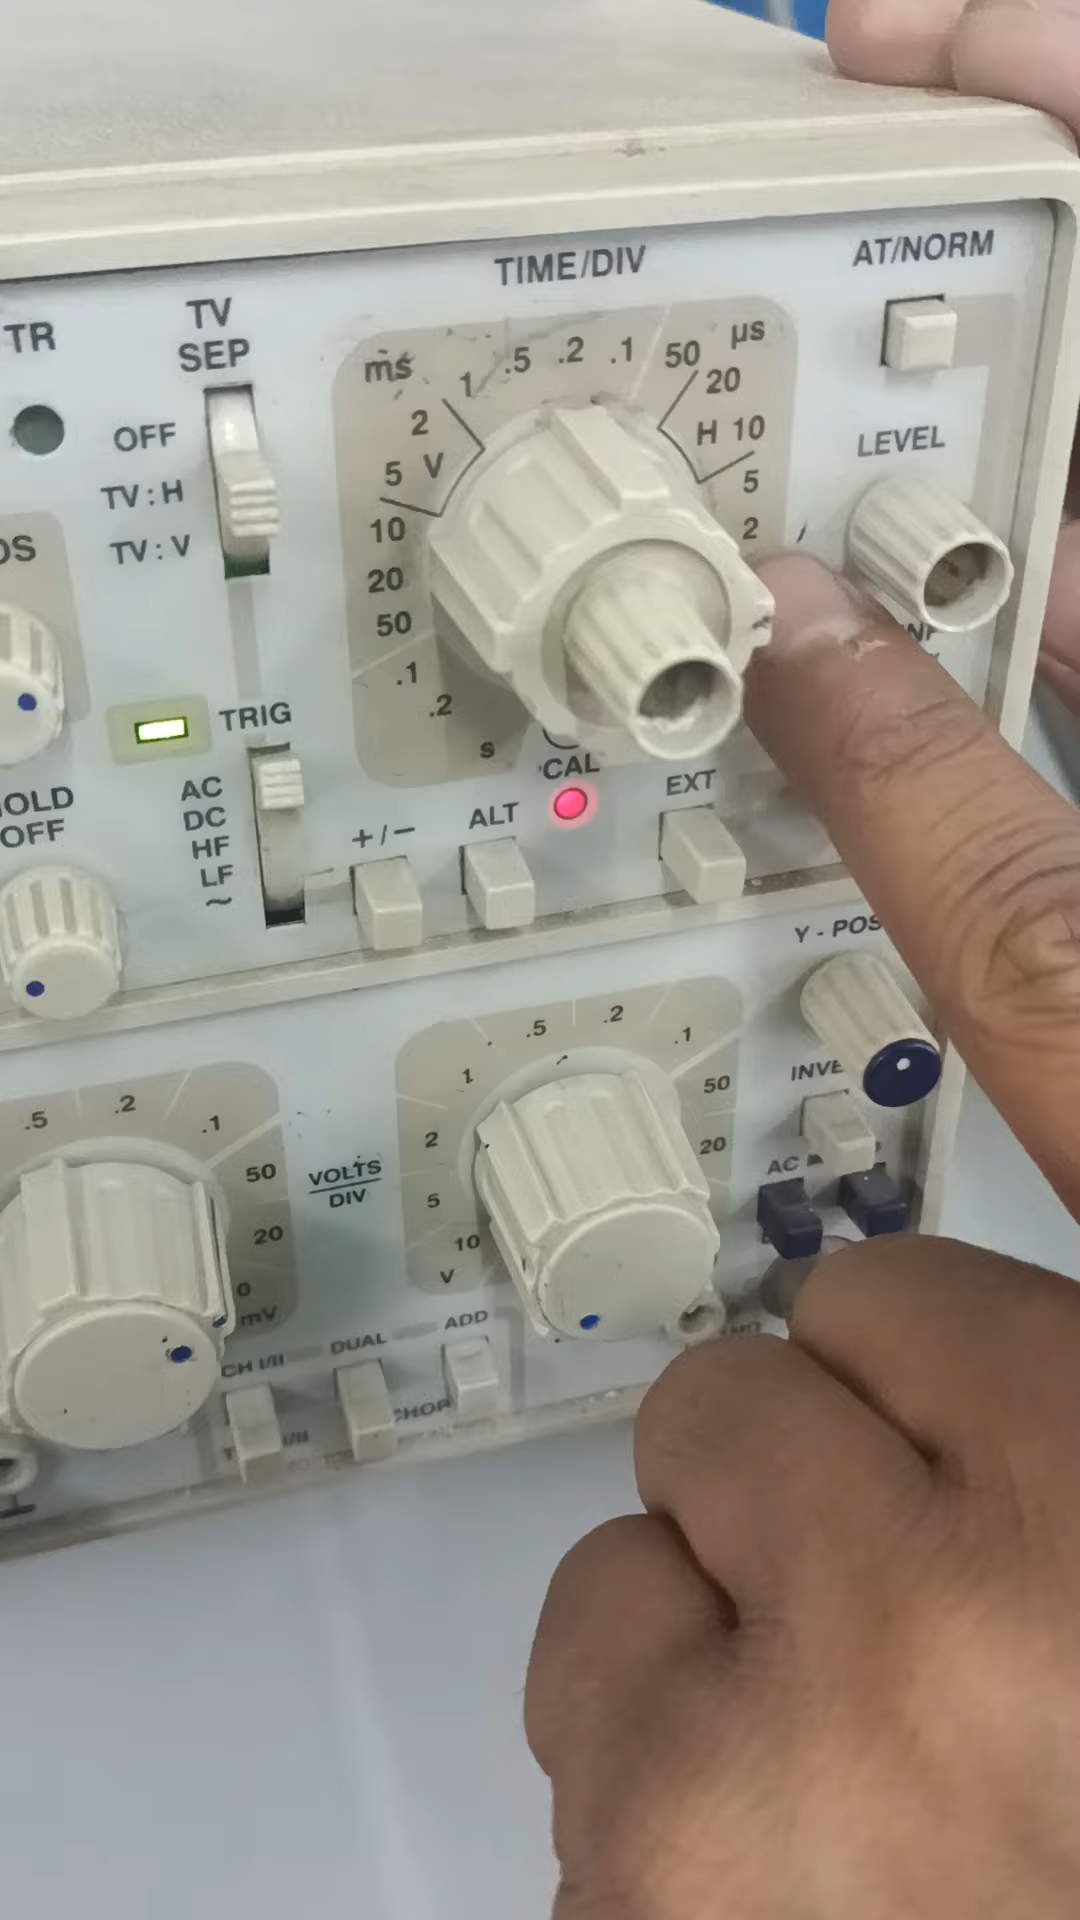 TIME/DIV
AT/NORM
TR
TV
SEP
OFF
TV : H
TV : V
ms
1
.5
.2
.1
50
µs
20
H 10
5
2
2
5 V
10
20
50
.1
.2
s
LEVEL
TRIG
AC
DC
HF
LF
~
OLD
OFF
+/−
ALT
CAL
EXT
Y - POS
INVE
AC
.5
.2
.1
50
20
0
mV
VOLTS
DIV
1
.5
.2
.1
50
20
2
5
10
V
CH I/II
DUAL
ADD
CHOP